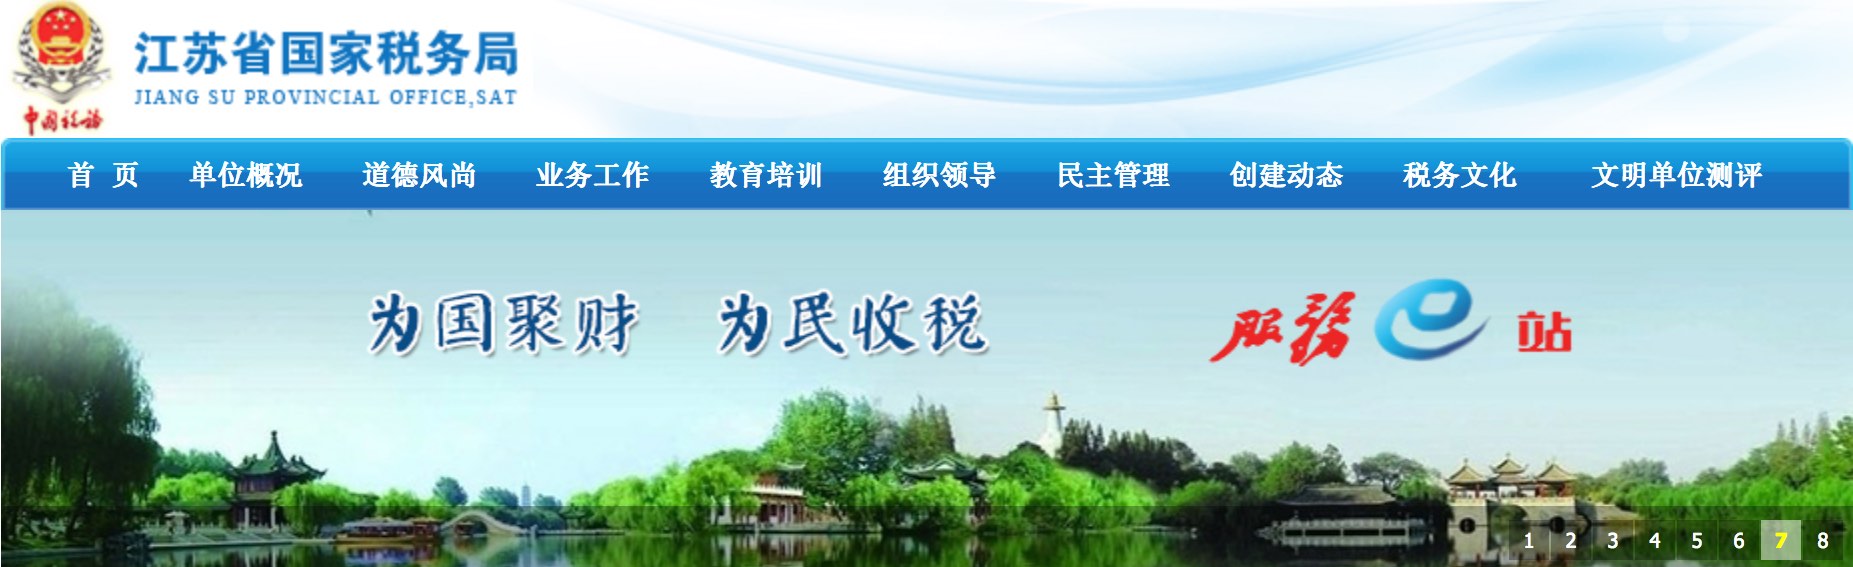 江苏省国家税务局
JIANG SU PROVINCIAL OFFICE,SAT
中国税务
首 页 单位概况 道德风尚 业务工作 教育培训 组织领导 民主管理 创建动态 税务文化 文明单位测评
为国聚财 为民收税 服务e站
1 2 3 4 5 6 7 8